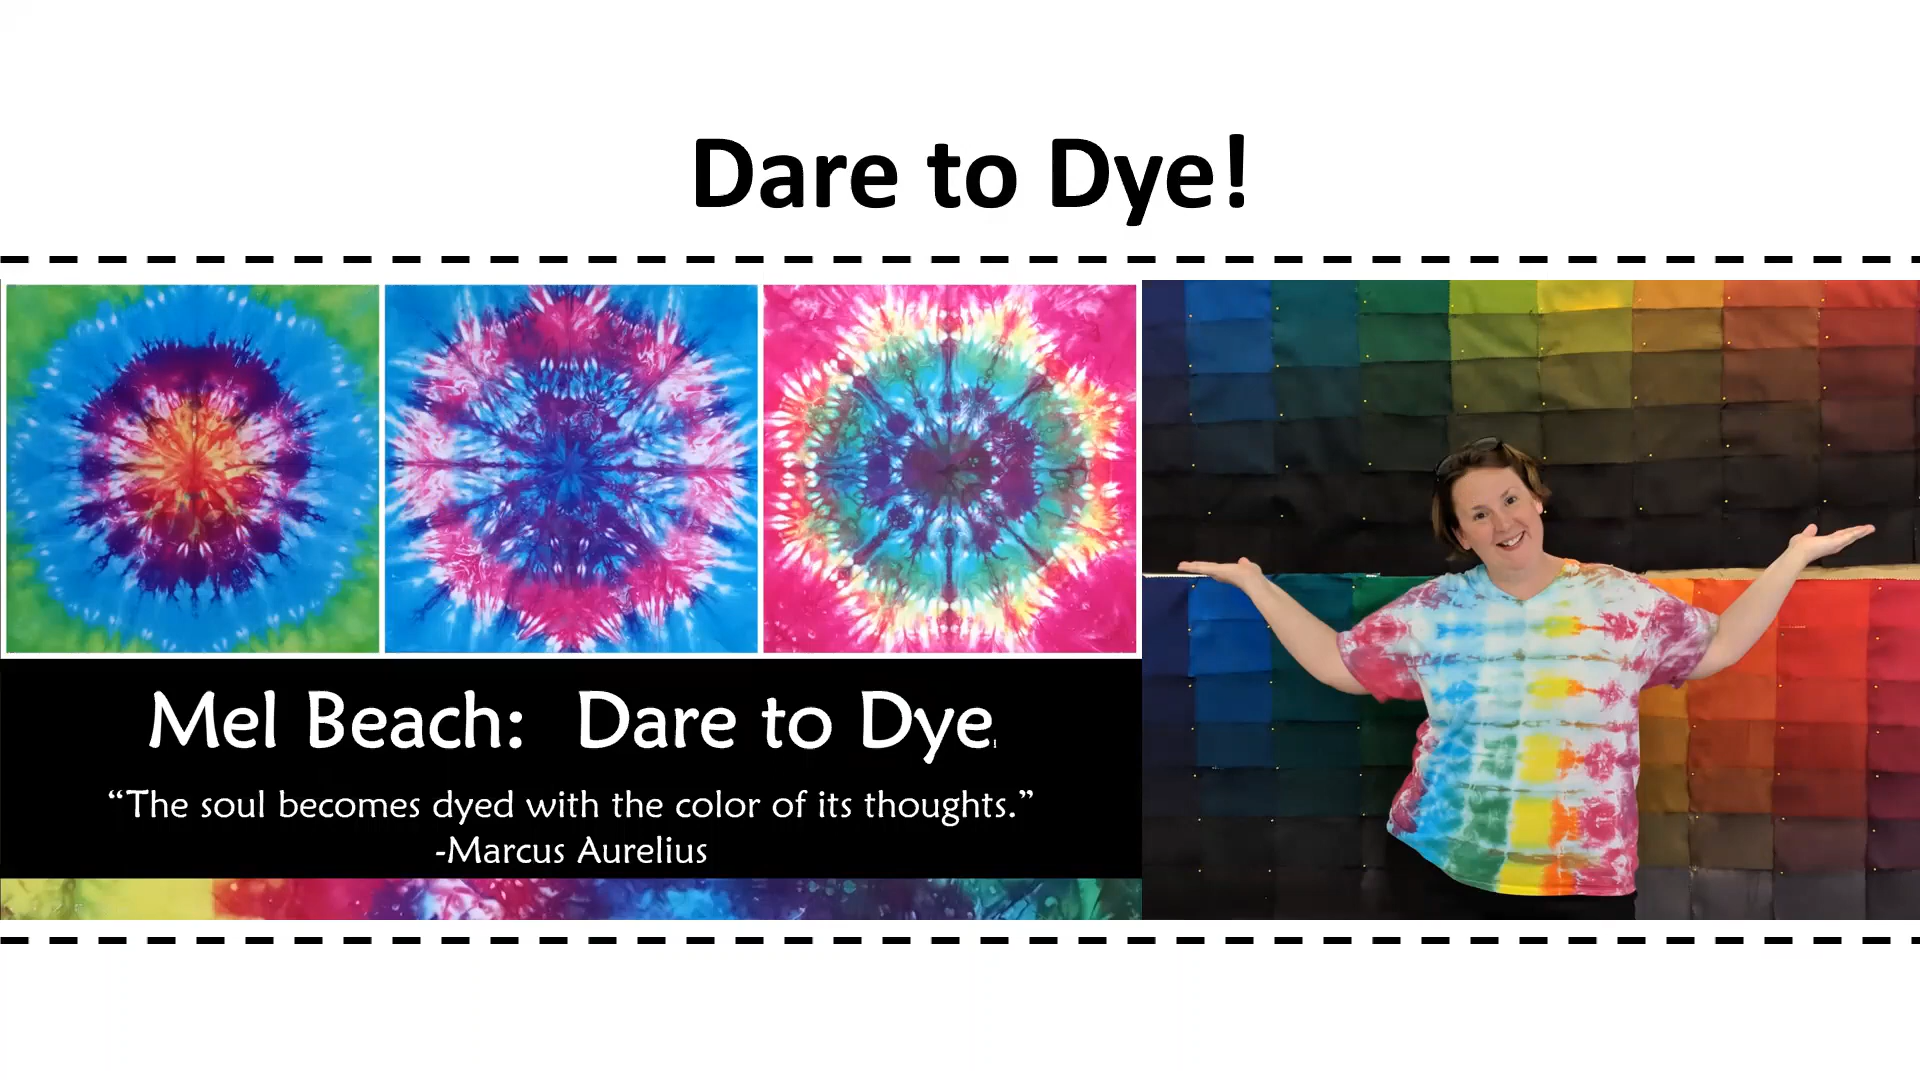 Dare to Dye!
Mel Beach:  Dare to Dye!
“The soul becomes dyed with the color of its thoughts.”
-Marcus Aurelius